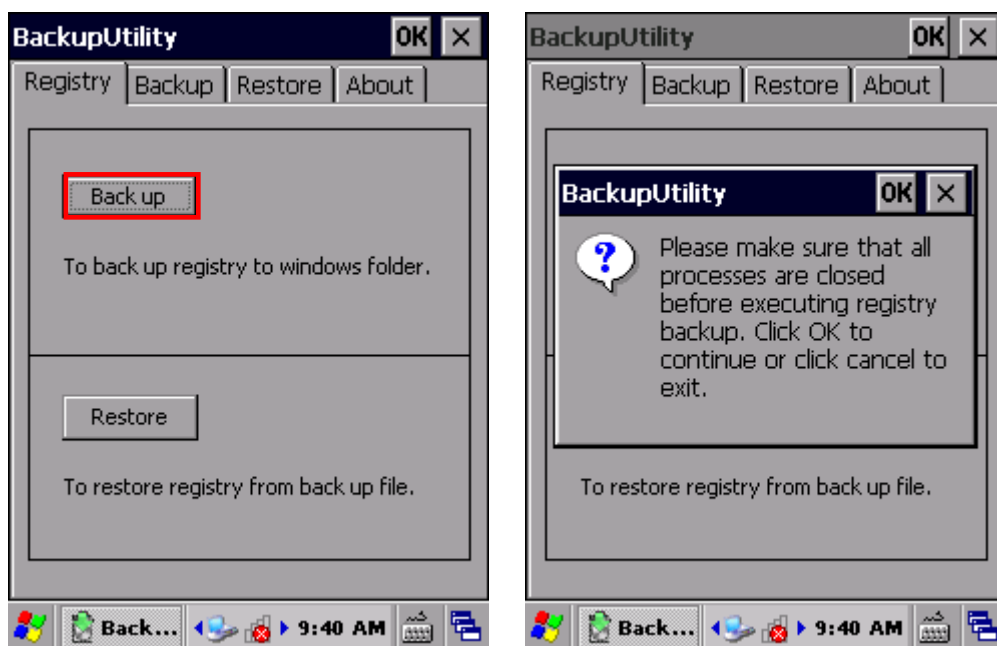 BackupUtility OK ×
Registry Backup Restore About
Back up
To back up registry to windows folder.
Restore
To restore registry from back up file.
Back... 9:40 AM
BackupUtility OK ×
Registry Backup Restore About
BackupUtility OK ×
Please make sure that all
processes are closed
before executing registry
backup. Click OK to
continue or click cancel to
exit.
To restore registry from back up file.
Back... 9:40 AM